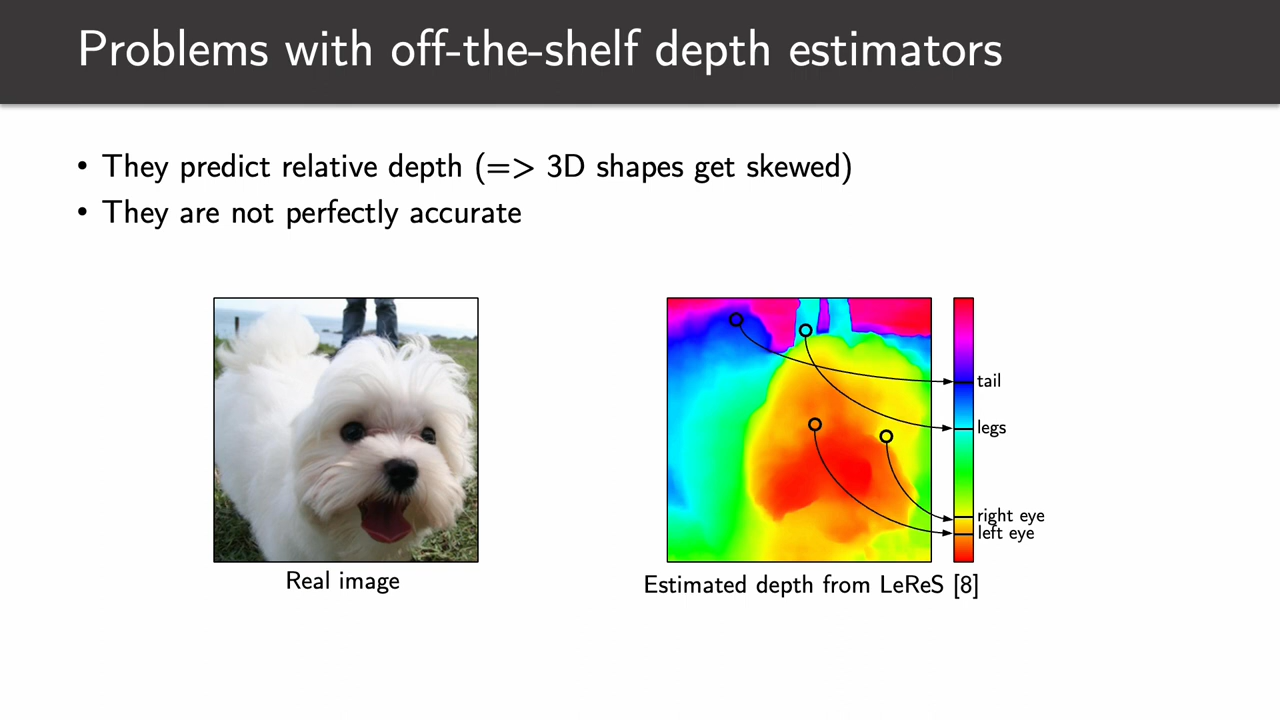 Problems with off-the-shelf depth estimators
• They predict relative depth (=> 3D shapes get skewed)
• They are not perfectly accurate
tail
legs
right eye
left eye
Real image
Estimated depth from LeReS [8]